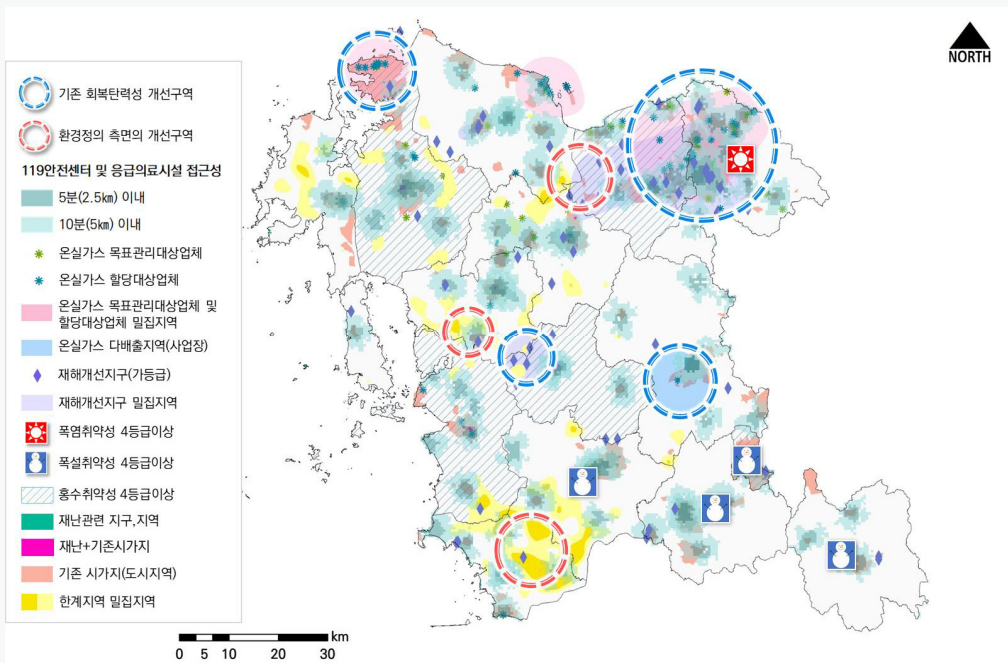 NORTH
기존 회복탄력성 개선구역
환경정의 측면의 개선구역
119안전센터 및 응급의료시설 접근성
5분(2.5㎞) 이내
10분(5㎞) 이내
온실가스 목표관리대상업체
온실가스 할당대상업체
온실가스 목표관리대상업체 및
할당대상업체 밀집지역
온실가스 다배출지역(사업장)
재해개선지구(가등급)
재해개선지구 밀집지역
폭염취약성 4등급이상
폭설취약성 4등급이상
홍수취약성 4등급이상
재난관련 지구,지역
재난+기존시가지
기존 시가지(도시지역)
한계지역 밀집지역
km
0 5 10 20 30